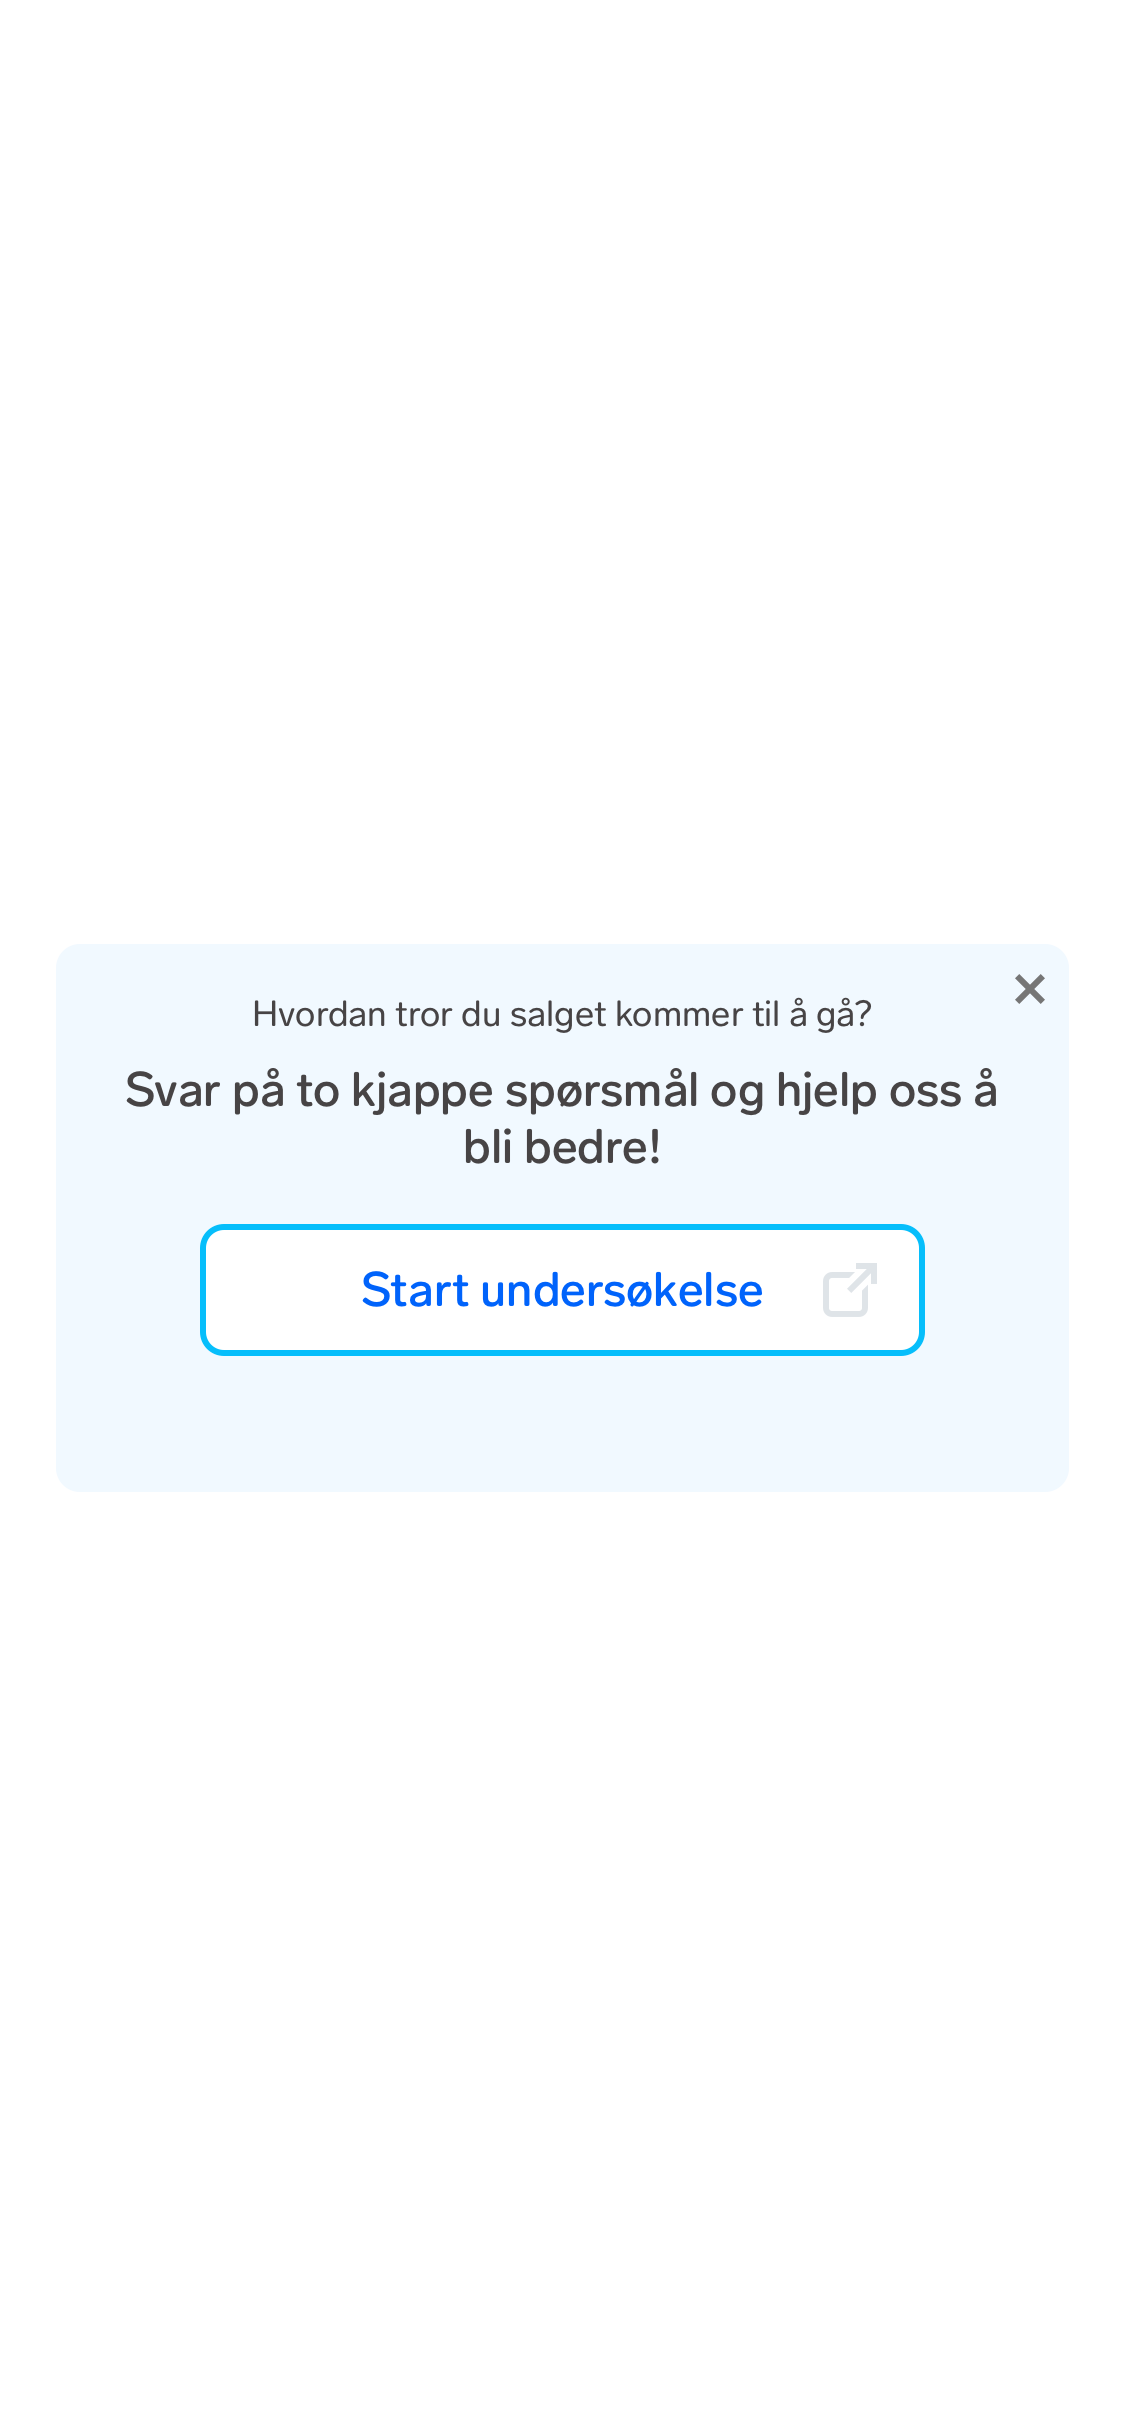 Hvordan tror du salget kommer til å gå?
Svar på to kjappe spørsmål og hjelp oss å
bli bedre!
Start undersøkelse